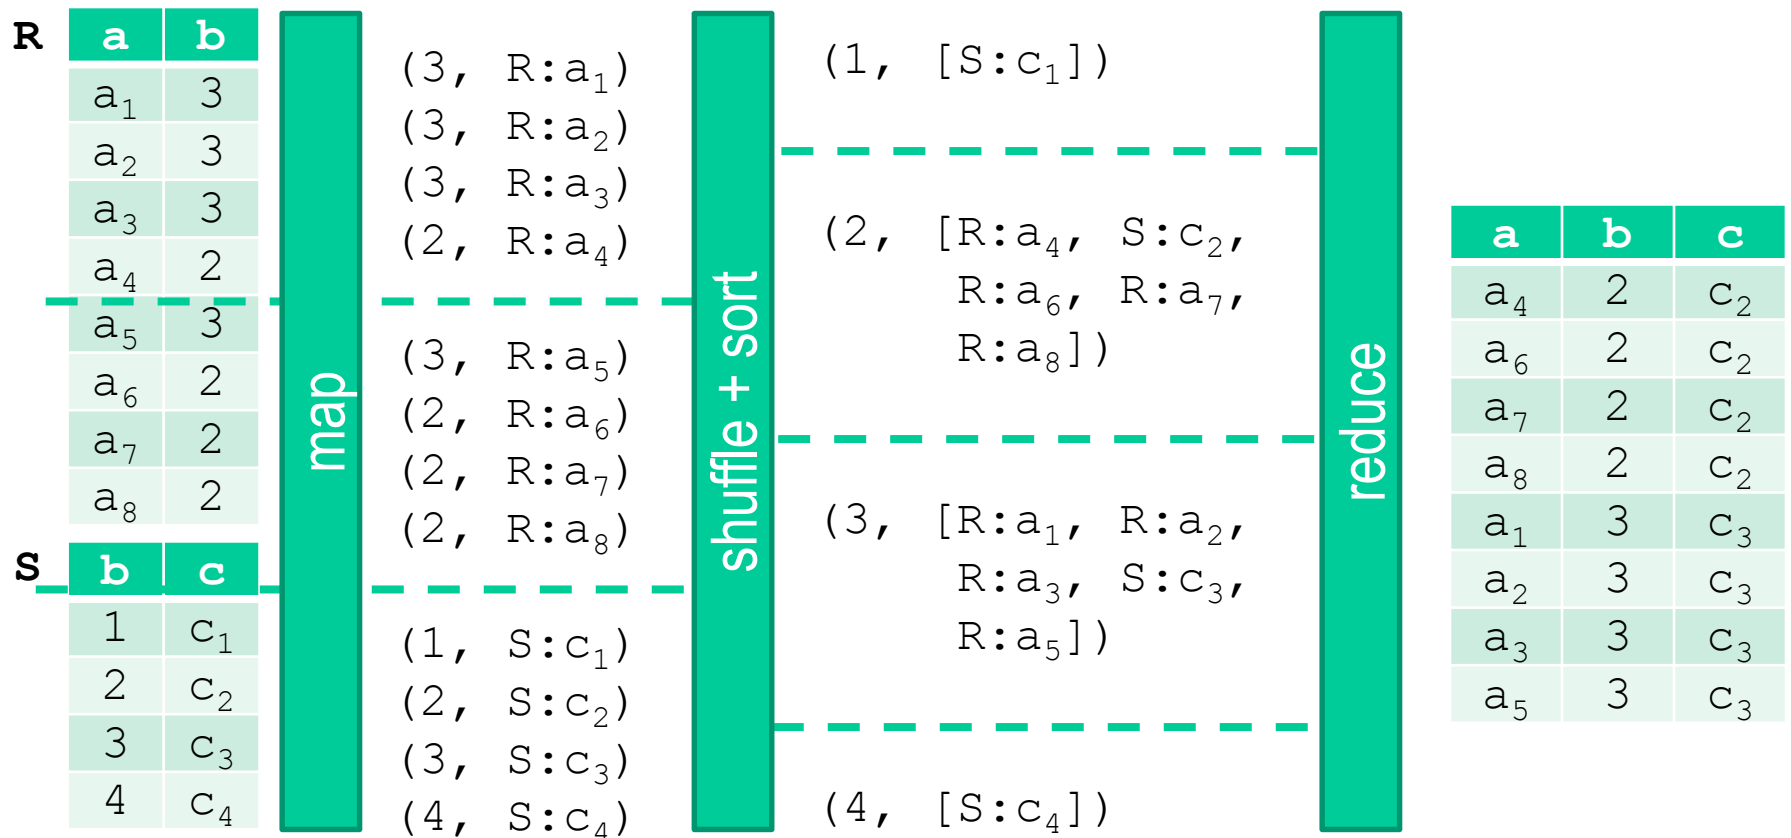 R
a b
a₁ 3
a₂ 3
a₃ 3
a₄ 2
a₅ 3
a₆ 2
a₇ 2
a₈ 2
S
b c
1 c₁
2 c₂
3 c₃
4 c₄
map
(3, R:a₁)
(3, R:a₂)
(3, R:a₃)
(2, R:a₄)
(3, R:a₅)
(2, R:a₆)
(2, R:a₇)
(2, R:a₈)
(1, S:c₁)
(2, S:c₂)
(3, S:c₃)
(4, S:c₄)
shuffle + sort
(1, [S:c₁])
(2, [R:a₄, S:c₂,
R:a₆, R:a₇,
R:a₈])
(3, [R:a₁, R:a₂,
R:a₃, S:c₃,
R:a₅])
(4, [S:c₄])
reduce
a b c
a₄ 2 c₂
a₆ 2 c₂
a₇ 2 c₂
a₈ 2 c₂
a₁ 3 c₃
a₂ 3 c₃
a₃ 3 c₃
a₅ 3 c₃